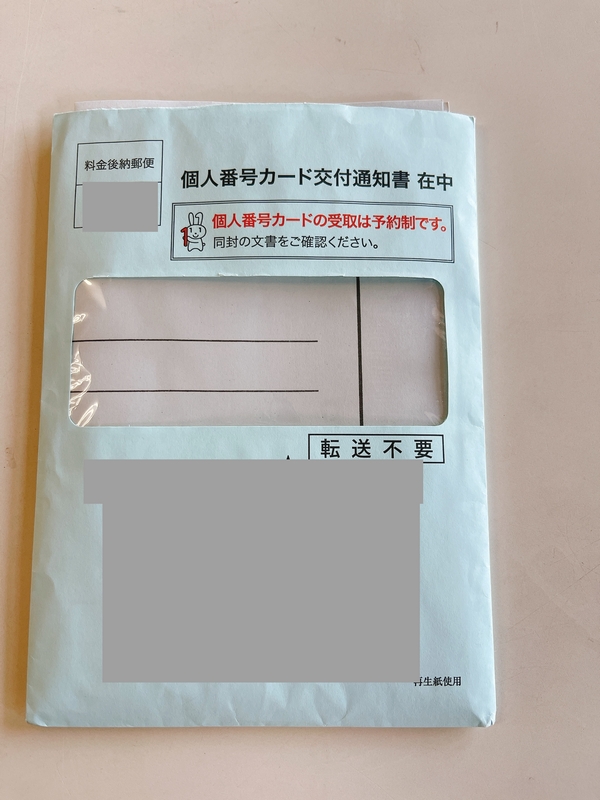 料金後納郵便
個人番号カード交付通知書 在中
個人番号カードの受取は予約制です。
同封の文書をご確認ください。
転送不要
再生紙使用